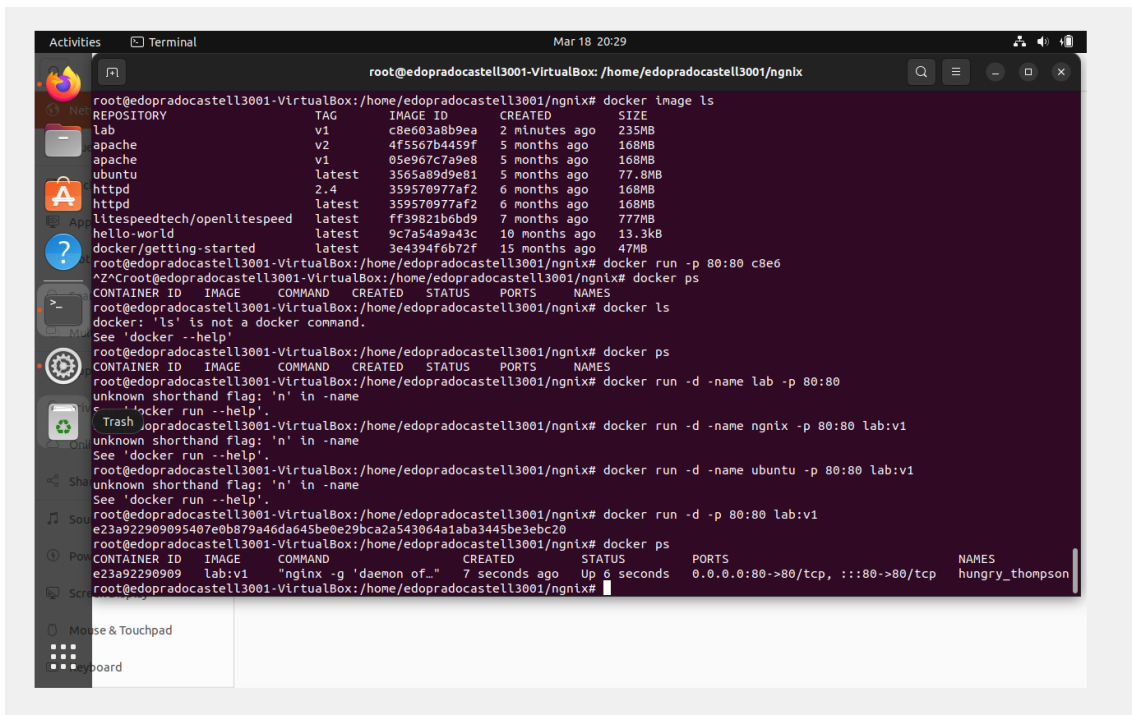 Activities Terminal Mar 18 20:29
root@edopradocastell3001-VirtualBox: /home/edopradocastell3001/ngnix
root@edopradocastell3001-VirtualBox:/home/edopradocastell3001/ngnix# docker image ls
REPOSITORY TAG IMAGE ID CREATED SIZE
lab v1 c8e603a8b9ea 2 minutes ago 235MB
apache v2 4f5567b4459f 5 months ago 168MB
apache v1 05e967c7a9e8 5 months ago 168MB
ubuntu latest 3565a89d9e81 5 months ago 77.8MB
httpd 2.4 359570977af2 6 months ago 168MB
httpd latest 359570977af2 6 months ago 168MB
litespeedtech/openlitespeed latest ff39821b6bd9 7 months ago 777MB
hello-world latest 9c7a54a9a43c 10 months ago 13.3kB
docker/getting-started latest 3e4394f6b72f 15 months ago 47MB
root@edopradocastell3001-VirtualBox:/home/edopradocastell3001/ngnix# docker run -p 80:80 c8e6
^Z^Croot@edopradocastell3001-VirtualBox:/home/edopradocastell3001/ngnix# docker ps
CONTAINER ID IMAGE COMMAND CREATED STATUS PORTS NAMES
root@edopradocastell3001-VirtualBox:/home/edopradocastell3001/ngnix# docker ls
docker: 'ls' is not a docker command.
See 'docker --help'
root@edopradocastell3001-VirtualBox:/home/edopradocastell3001/ngnix# docker ps
CONTAINER ID IMAGE COMMAND CREATED STATUS PORTS NAMES
root@edopradocastell3001-VirtualBox:/home/edopradocastell3001/ngnix# docker run -d -name lab -p 80:80
unknown shorthand flag: 'n' in -name
docker run --help'.
Trash
opradocastell3001-VirtualBox:/home/edopradocastell3001/ngnix# docker run -d -name ngnix -p 80:80 lab:v1
unknown shorthand flag: 'n' in -name
See 'docker run --help'.
root@edopradocastell3001-VirtualBox:/home/edopradocastell3001/ngnix# docker run -d -name ubuntu -p 80:80 lab:v1
unknown shorthand flag: 'n' in -name
See 'docker run --help'.
root@edopradocastell3001-VirtualBox:/home/edopradocastell3001/ngnix# docker run -d -p 80:80 lab:v1
e23a922909095407e0b879a46da645be0e29bca2a543064a1aba3445be3ebc20
root@edopradocastell3001-VirtualBox:/home/edopradocastell3001/ngnix# docker ps
CONTAINER ID IMAGE COMMAND CREATED STATUS PORTS NAMES
e23a92290909 lab:v1 "nginx -g 'daemon of…" 7 seconds ago Up 6 seconds 0.0.0.0:80->80/tcp, :::80->80/tcp hungry_thompson
root@edopradocastell3001-VirtualBox:/home/edopradocastell3001/ngnix#
Mouse & Touchpad